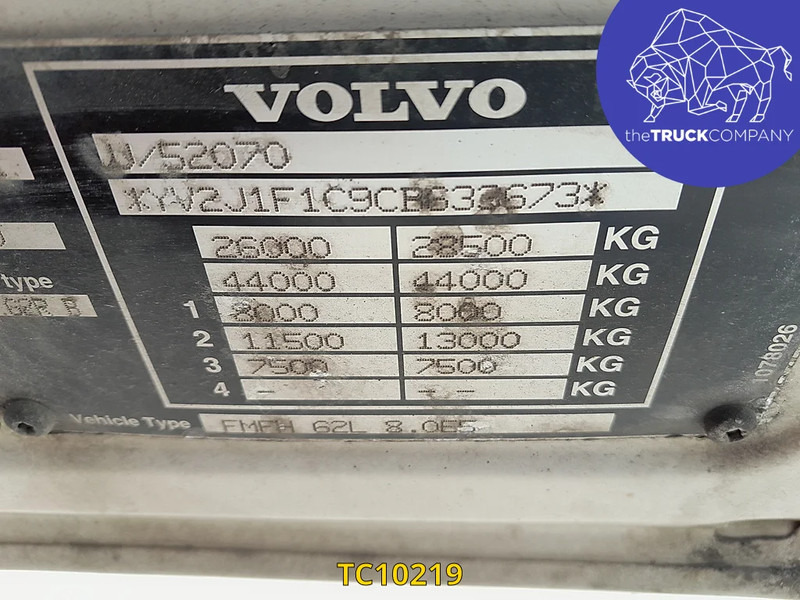 theTRUCKCOMPANY
VOLVO
W/52070
26000 28500 KG
44000 44000 KG
1 8000 8000 KG
2 11500 13000 KG
type
3 7500 7500 KG
4 - - - KG
1078026
Vehicle Type FMFH 62L 8.0E5
TC10219